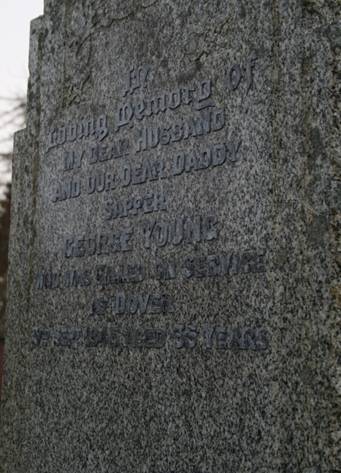 In
Loving Memory of
MY DEAR HUSBAND
AND OUR DEAR DADDY
SAPPER
GEORGE YOUNG
WHO WAS KILLED ON SERVICE
DOVER
AGED 35 YEARS